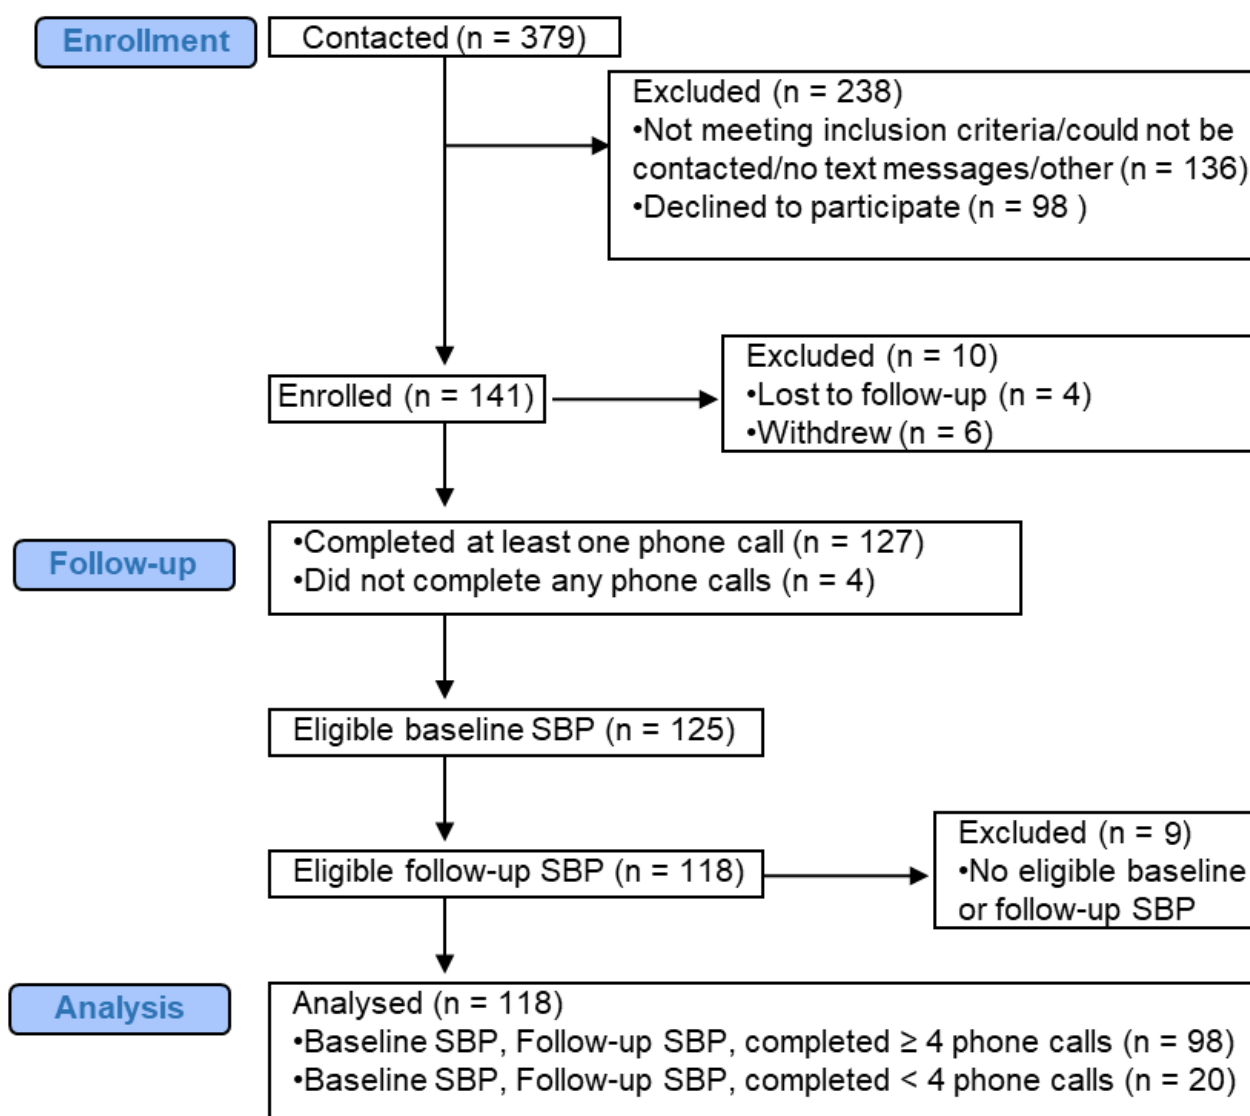 Enrollment
Contacted (n = 379)
Excluded (n = 238)
•Not meeting inclusion criteria/could not be
contacted/no text messages/other (n = 136)
•Declined to participate (n = 98 )
Enrolled (n = 141)
Excluded (n = 10)
•Lost to follow-up (n = 4)
•Withdrew (n = 6)
Follow-up
•Completed at least one phone call (n = 127)
•Did not complete any phone calls (n = 4)
Eligible baseline SBP (n = 125)
Eligible follow-up SBP (n = 118)
Excluded (n = 9)
•No eligible baseline
or follow-up SBP
Analysis
Analysed (n = 118)
•Baseline SBP, Follow-up SBP, completed ≥ 4 phone calls (n = 98)
•Baseline SBP, Follow-up SBP, completed < 4 phone calls (n = 20)